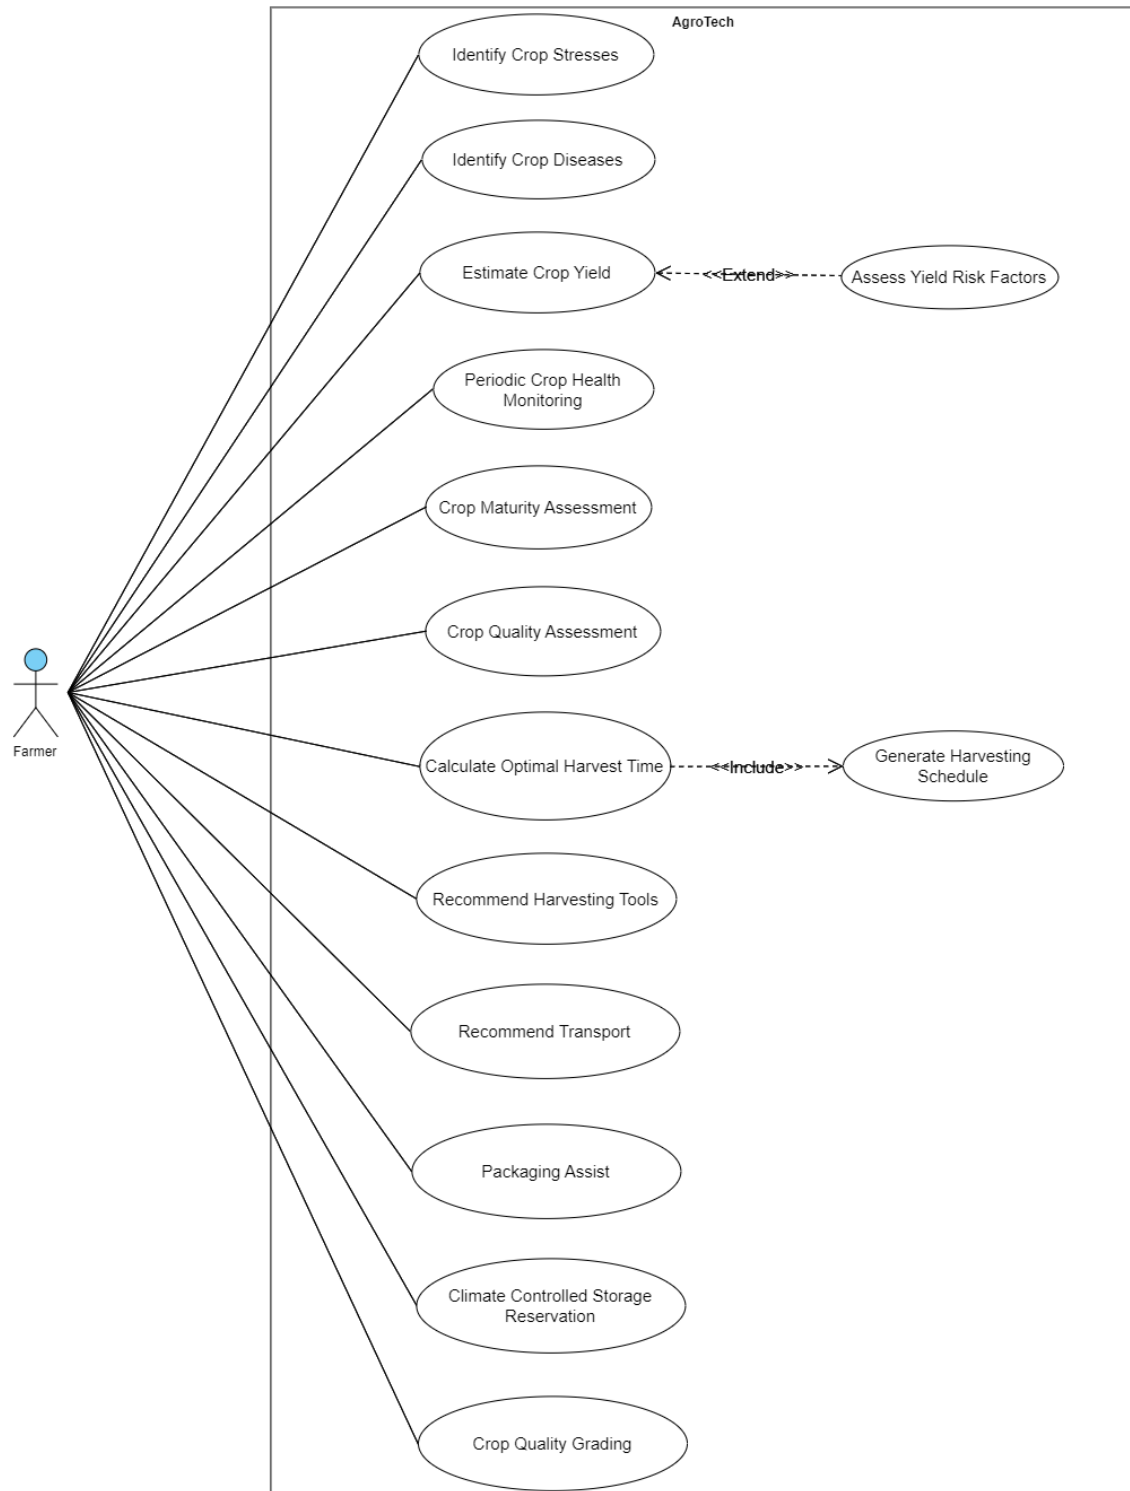 AgroTech
Identify Crop Stresses
Identify Crop Diseases
Estimate Crop Yield
<<Extend>>
Assess Yield Risk Factors
Periodic Crop Health
Monitoring
Crop Maturity Assessment
Crop Quality Assessment
Farmer
Calculate Optimal Harvest Time
<<Include>>
Generate Harvesting
Schedule
Recommend Harvesting Tools
Recommend Transport
Packaging Assist
Climate Controlled Storage
Reservation
Crop Quality Grading